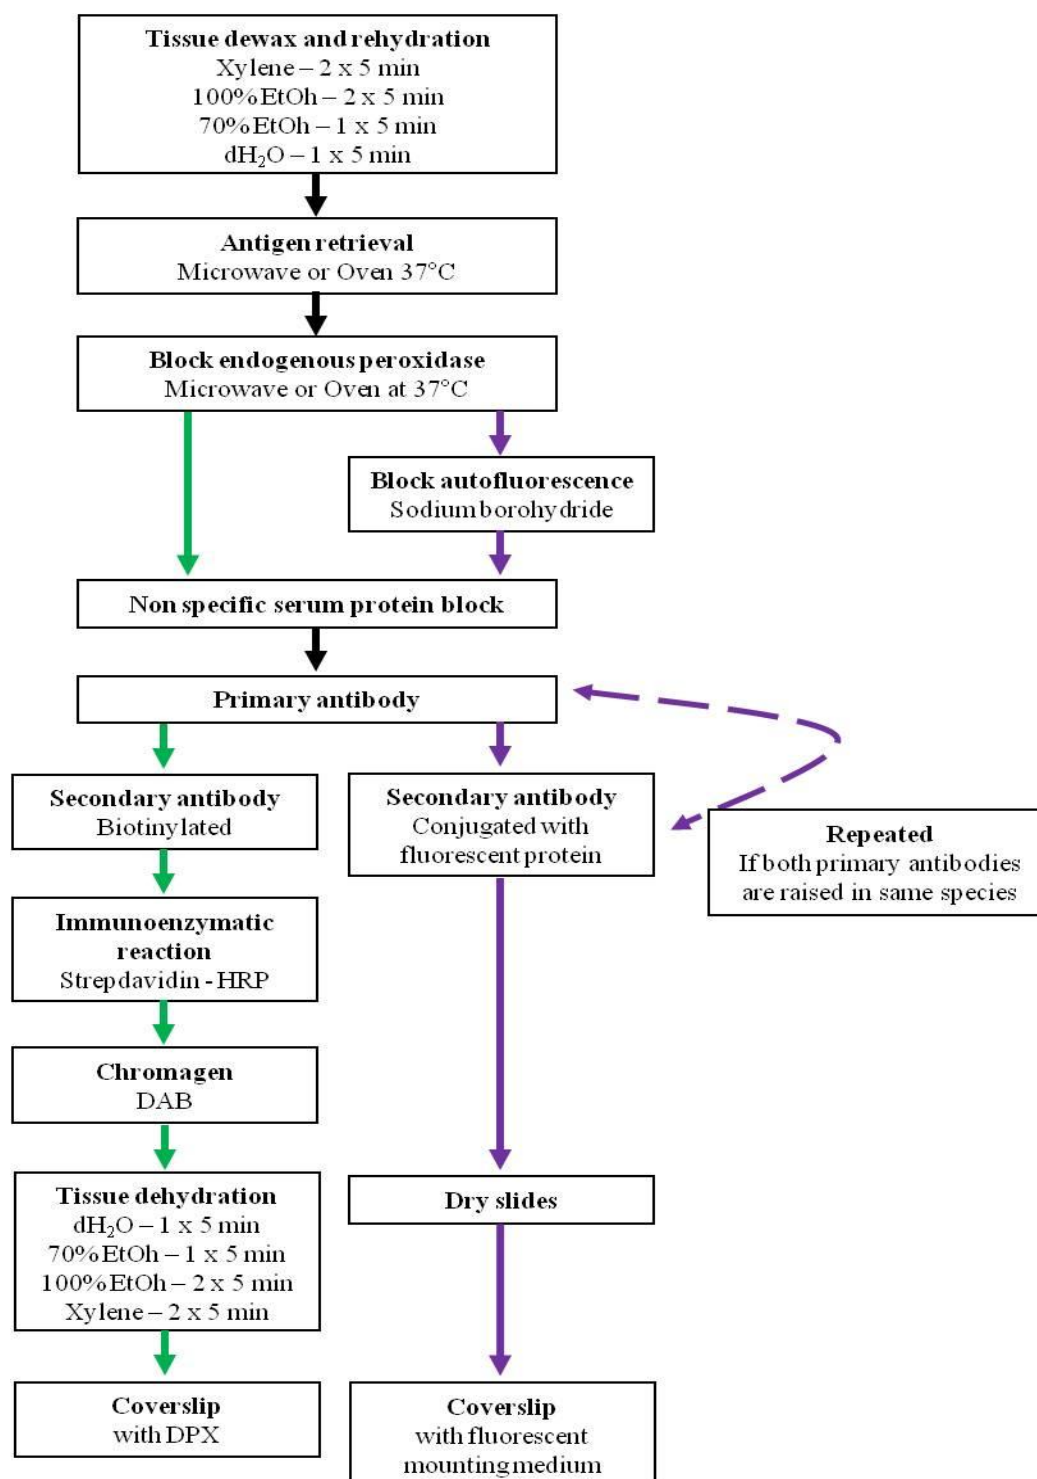 Tissue dewax and rehydration
Xylene – 2 x 5 min
100% EtOh – 2 x 5 min
70% EtOh – 1 x 5 min
dH₂O – 1 x 5 min
Antigen retrieval
Microwave or Oven 37°C
Block endogenous peroxidase
Microwave or Oven at 37°C
Block autofluorescence
Sodium borohydride
Non specific serum protein block
Primary antibody
Secondary antibody
Biotinylated
Secondary antibody
Conjugated with
fluorescent protein
Repeated
If both primary antibodies
are raised in same species
Immunoenzymatic
reaction
Strepdavidin - HRP
Chromagen
DAB
Tissue dehydration
dH₂O – 1 x 5 min
70% EtOh – 1 x 5 min
100% EtOh – 2 x 5 min
Xylene – 2 x 5 min
Dry slides
Coverslip
with DPX
Coverslip
with fluorescent
mounting medium